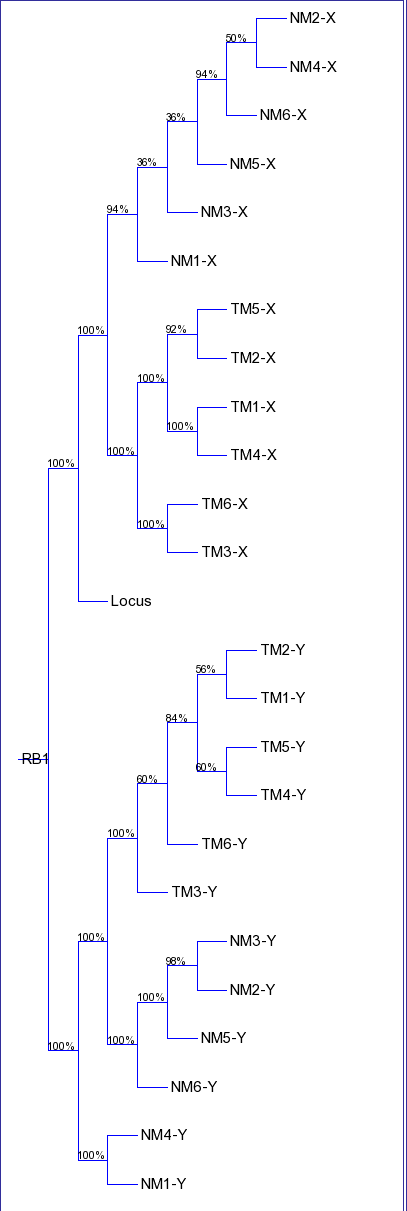 NM2-X
50%
NM4-X
94%
NM6-X
36%
NM5-X
36%
NM3-X
94%
NM1-X
TM5-X
92%
100%
TM2-X
100%
TM1-X
100%
100%
TM4-X
100%
TM6-X
100%
TM3-X
Locus
TM2-Y
56%
TM1-Y
84%
TM5-Y
RB1
60%
60%
TM4-Y
100%
TM6-Y
TM3-Y
100%
NM3-Y
98%
NM2-Y
100%
NM5-Y
100%
100%
NM6-Y
NM4-Y
100%
NM1-Y